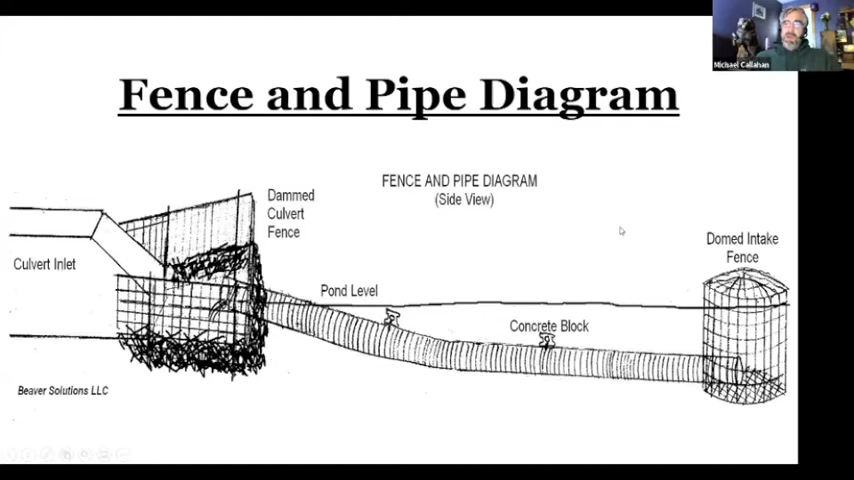 Michael Callahan
Fence and Pipe Diagram
FENCE AND PIPE DIAGRAM
(Side View)
Dammed
Culvert
Fence
Domed Intake
Fence
Culvert Inlet
Pond Level
Concrete Block
Beaver Solutions LLC